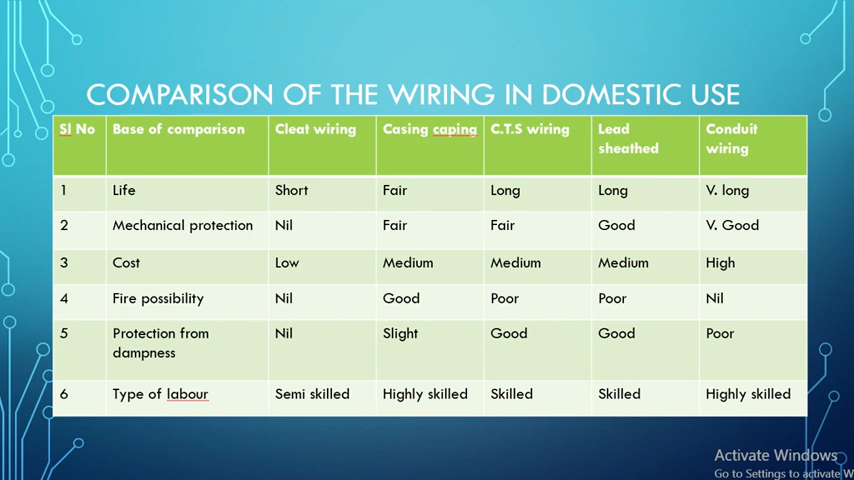 COMPARISON OF THE WIRING IN DOMESTIC USE
Sl No Base of comparison Cleat wiring Casing caping C.T.S wiring Lead sheathed Conduit wiring
1 Life Short Fair Long Long V. long
2 Mechanical protection Nil Fair Fair Good V. Good
3 Cost Low Medium Medium Medium High
4 Fire possibility Nil Good Poor Poor Nil
5 Protection from dampness Nil Slight Good Good Poor
6 Type of labour Semi skilled Highly skilled Skilled Skilled Highly skilled
Activate Windows
Go to Settings to activate W